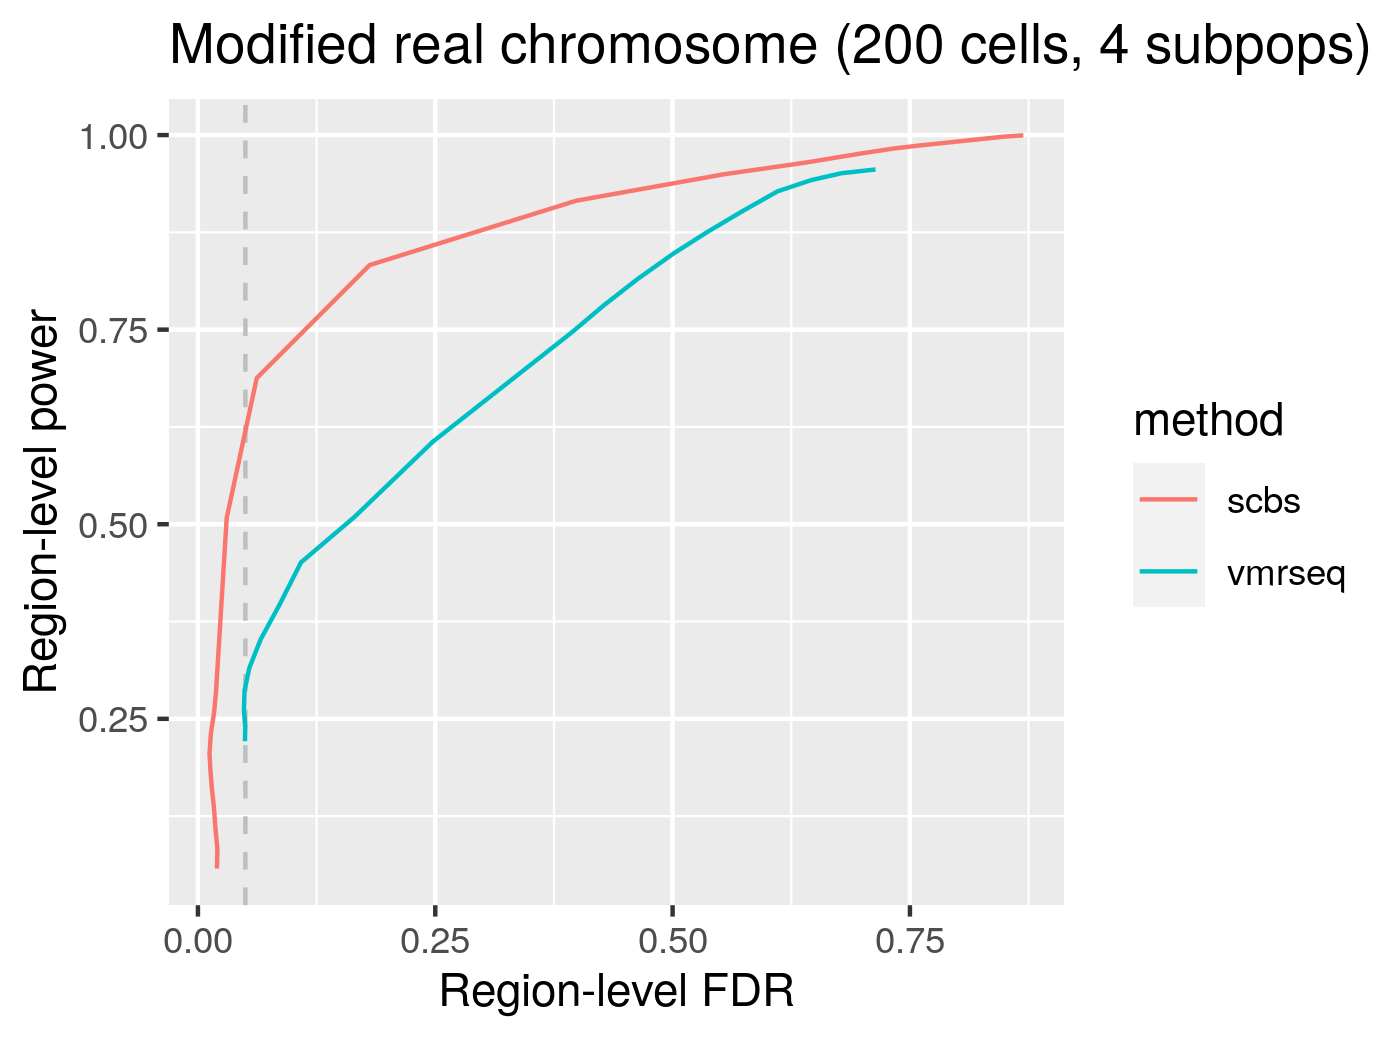 Modified real chromosome (200 cells, 4 subpops)
1.00
0.75
0.50
0.25
Region-level power
0.00 0.25 0.50 0.75
Region-level FDR
method
scbs
vmrseq